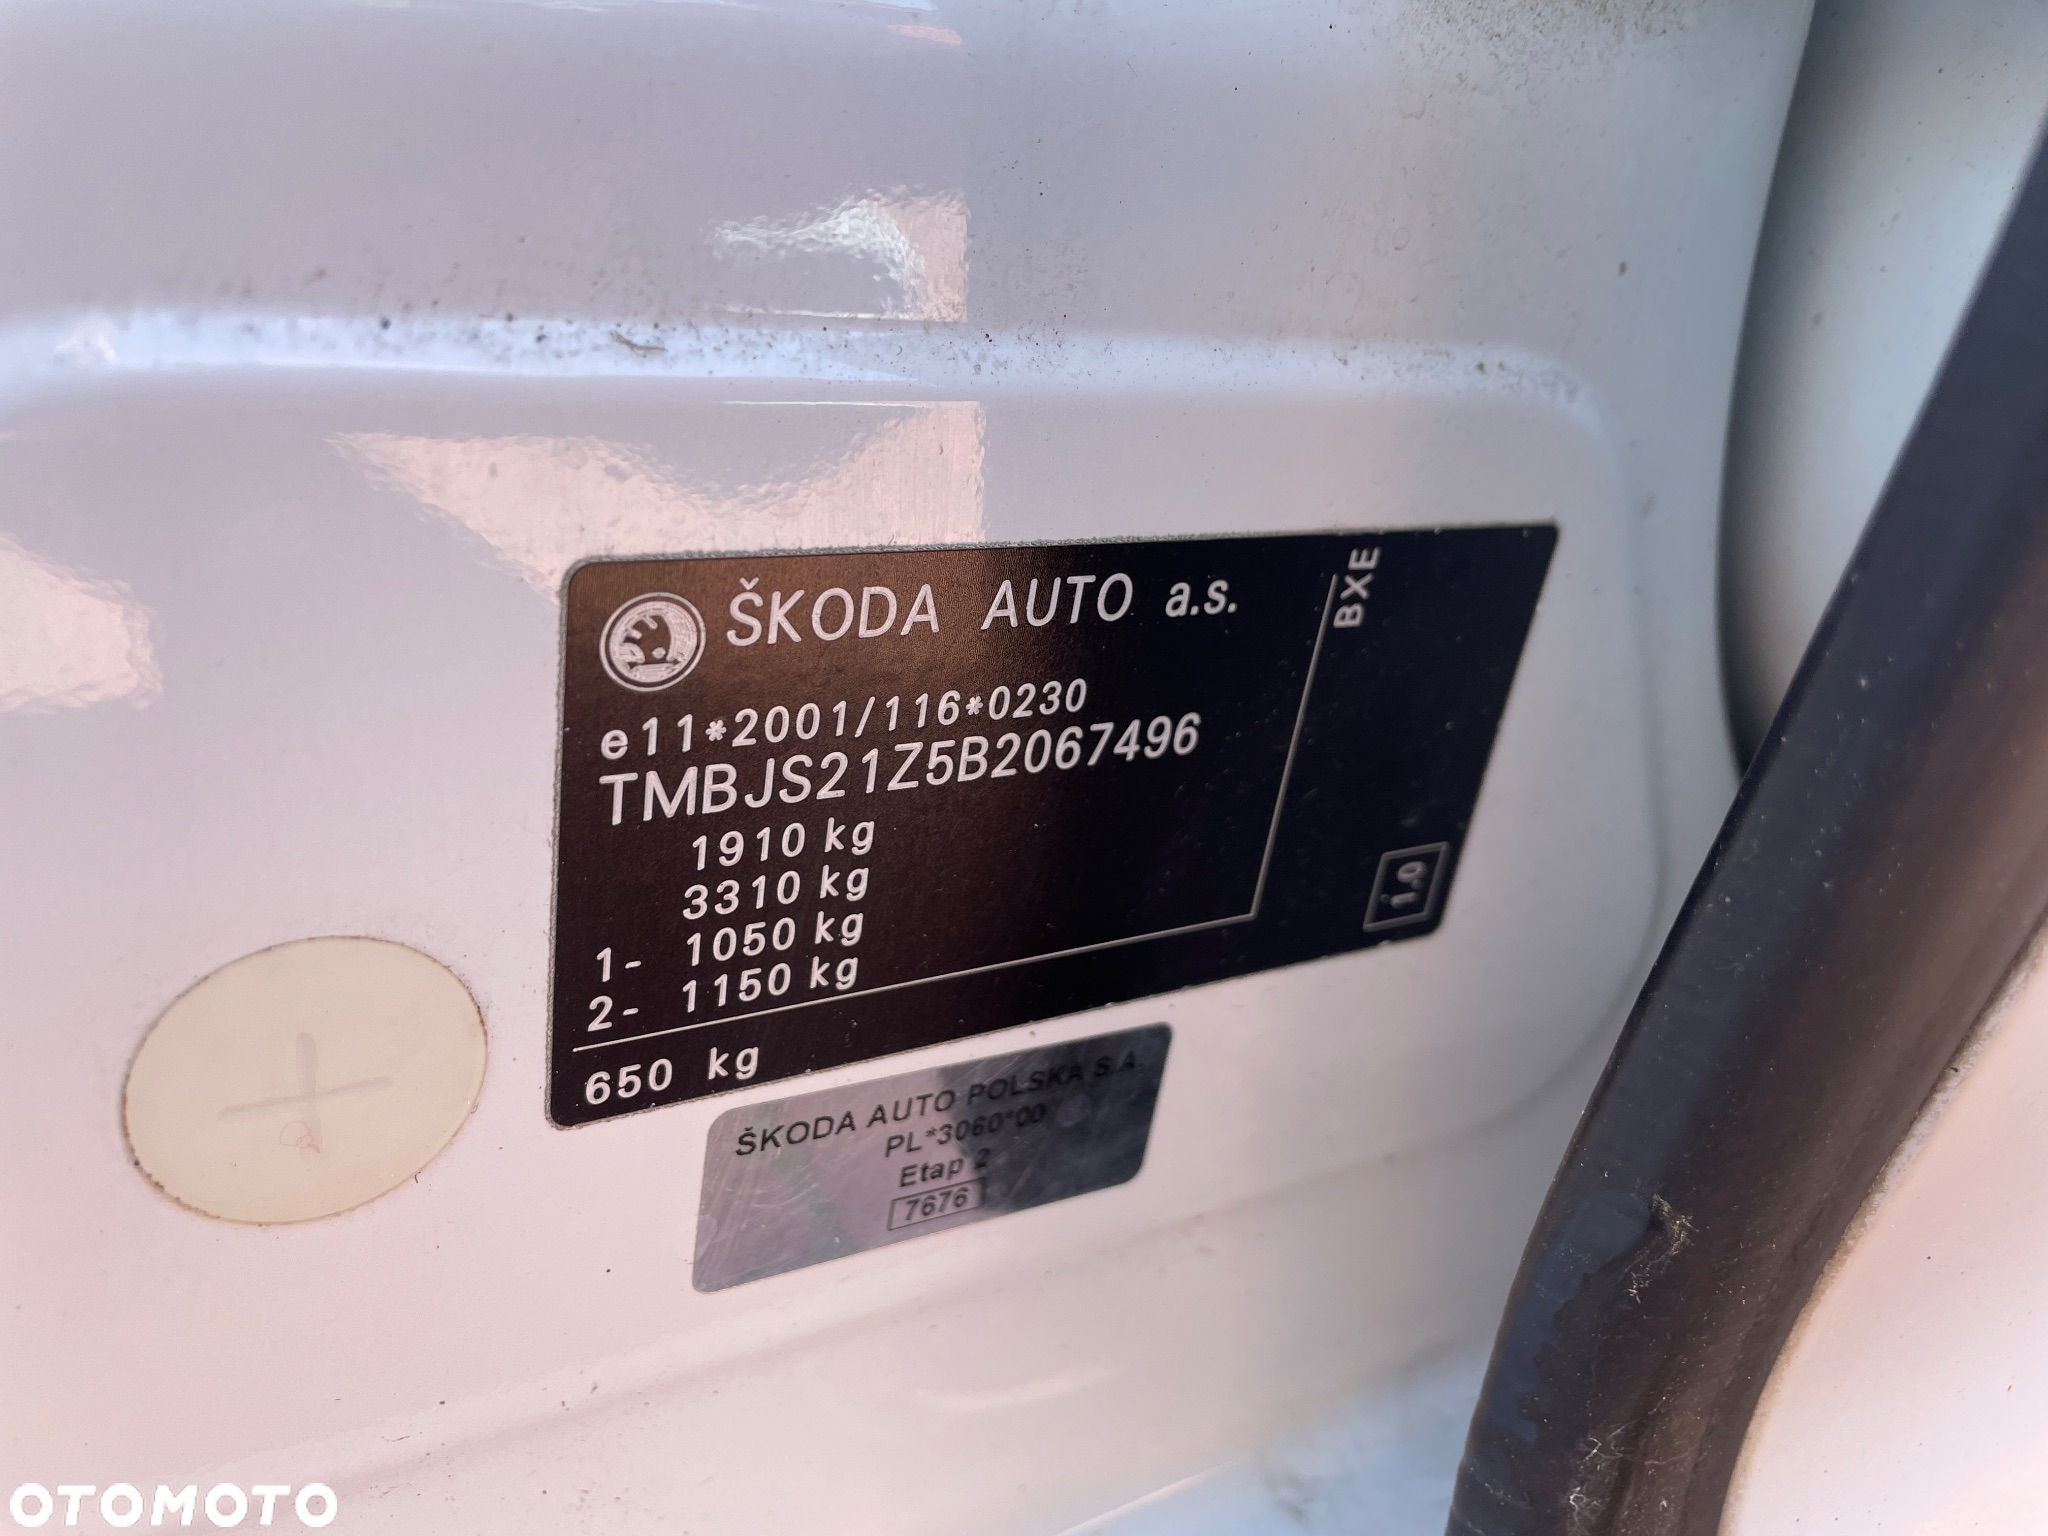 ŠKODA AUTO a.s.
BXE
e11*2001/116*0230
TMBJS21Z5B2067496
1910 kg
3310 kg
1- 1050 kg
2- 1150 kg
650 kg
1.0
ŠKODA AUTO POLSKA S.A.
PL*3060*00
Etap 2
7676
OTOMOTO